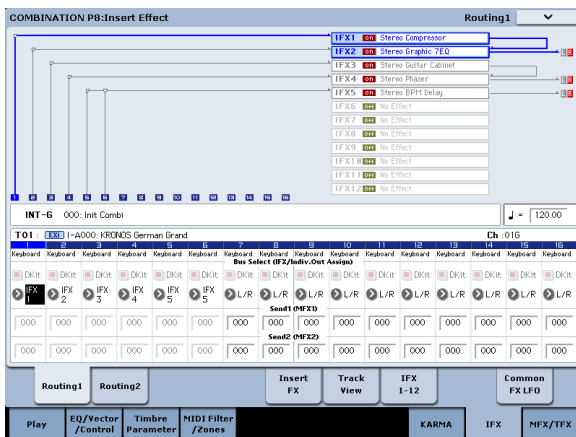 COMBINATION P8:Insert Effect Routing1
IFX1 On Stereo Compressor
IFX2 On Stereo Graphic 7EQ L R
IFX3 On Stereo Guitar Cabinet
IFX4 On Stereo Phaser L R
IFX5 On Stereo BPM Delay L R
IFX6 Off No Effect
IFX7 Off No Effect
IFX8 Off No Effect
IFX9 Off No Effect
IFX10 Off No Effect
IFX11 Off No Effect
IFX12 Off No Effect
1 2 3 4 5 6 7 8 9 10 11 12 13 14 15 16
INT-G 000: Init Combi ♩ = 120.00
T01 : EXi I-A000: KRONOS German Grand Ch :01G
1 2 3 4 5 6 7 8 9 10 11 12 13 14 15 16
Keyboard Keyboard Keyboard Keyboard Keyboard Keyboard Keyboard Keyboard Keyboard Keyboard Keyboard Keyboard Keyboard Keyboard Keyboard Keyboard
Bus Select (IFX/Indiv.Out Assign)
DKit DKit DKit DKit DKit DKit DKit DKit DKit DKit DKit DKit DKit DKit DKit DKit
IFX 1 IFX 2 IFX 3 IFX 4 IFX 5 IFX 5 L/R L/R L/R L/R L/R L/R L/R L/R L/R L/R
Send1 (MFX1)
000 000 000 000 000 000 000 000 000 000 000 000 000 000 000 000
Send2 (MFX2)
000 000 000 000 000 000 000 000 000 000 000 000 000 000 000 000
Routing1 Routing2 Insert FX Track View IFX 1-12 Common FX LFO
Play EQ/Vector /Control Timbre Parameter MIDI Filter /Zones KARMA IFX MFX/TFX